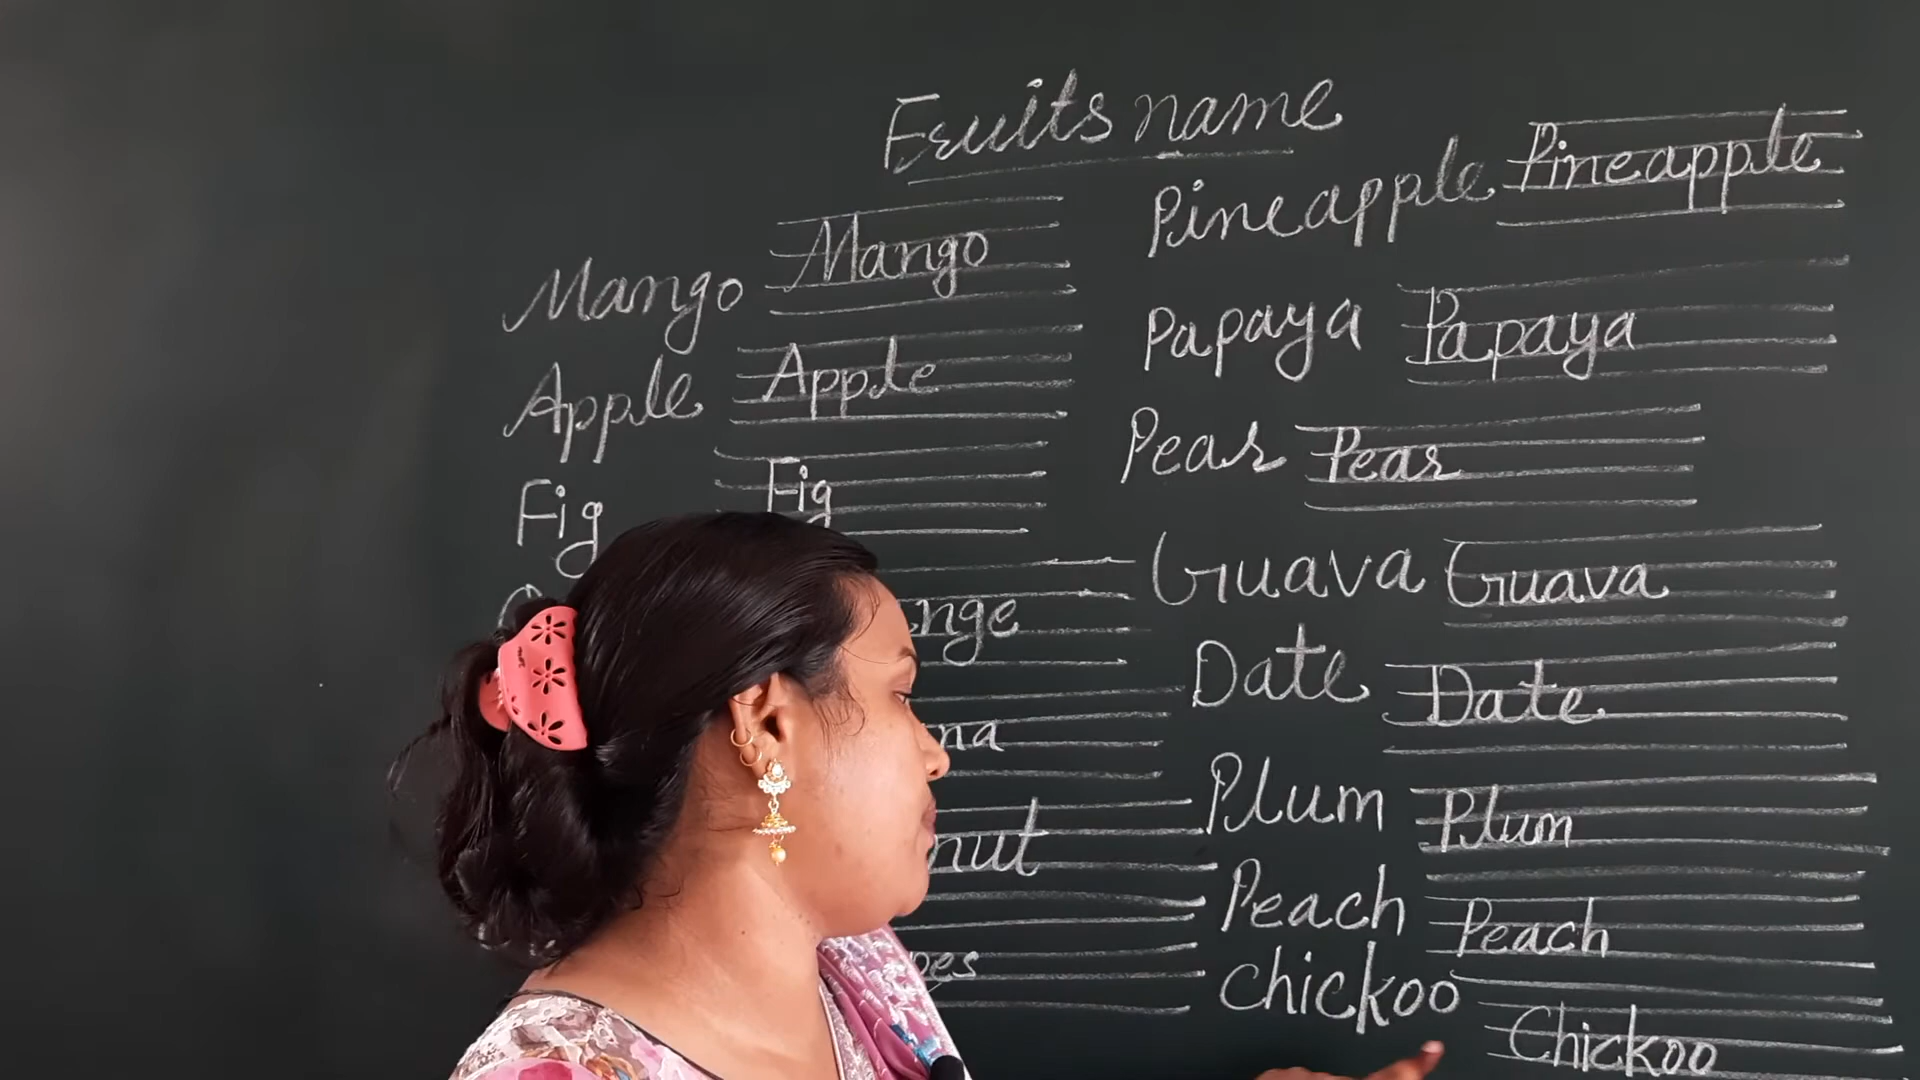 Fruits name
Mango Mango
Apple Apple
Fig Fig
nge
na
nut
pes
Pineapple Pineapple
Papaya Papaya
Pear Pear
Guava Guava
Date Date
Plum Plum
Peach Peach
Chickoo Chickoo